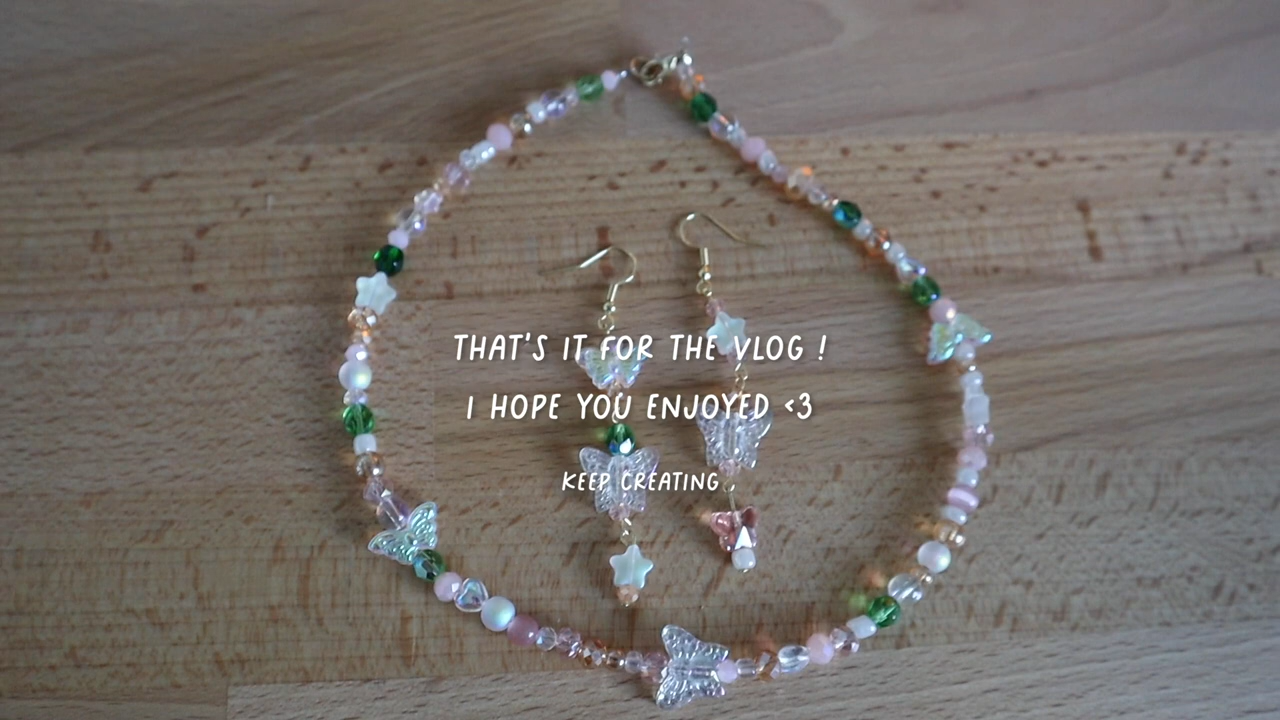 THAT'S IT FOR THE VLOG !
I HOPE YOU ENJOYED <3
KEEP CREATING .